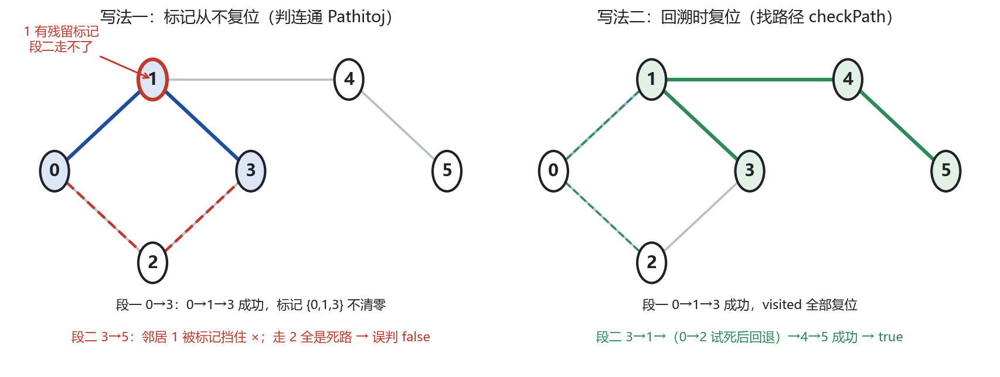 写法一：标记从不复位（判连通 Pathitoj）
1 有残留标记
段二走不了
1
4
0
3
5
2
段一 0→3：0→1→3 成功，标记 {0,1,3} 不清零
段二 3→5：邻居 1 被标记挡住 ×；走 2 全是死路 → 误判 false
写法二：回溯时复位（找路径 checkPath）
1
4
0
3
5
2
段一 0→1→3 成功，visited 全部复位
段二 3→1→（0→2 试死后回退）→4→5 成功 → true